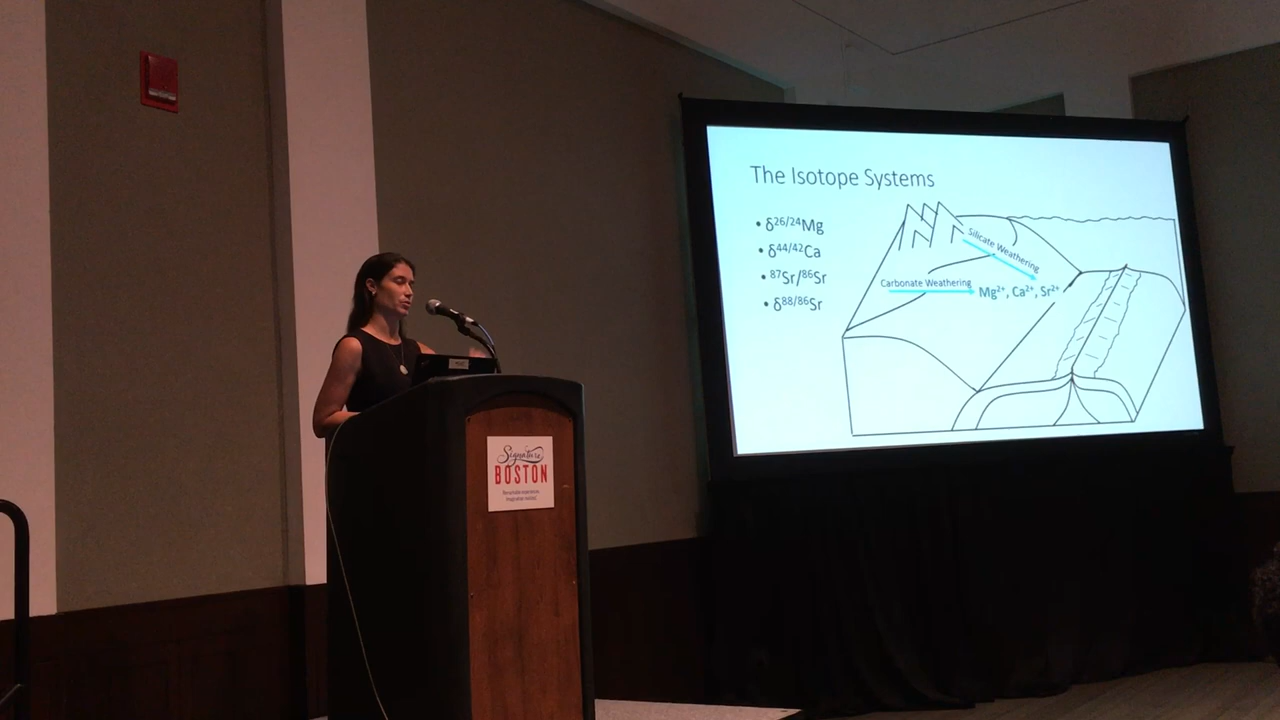 The Isotope Systems
• δ²⁶/²⁴Mg
• δ⁴⁴/⁴²Ca
• ⁸⁷Sr/⁸⁶Sr
• δ⁸⁸/⁸⁶Sr
Silicate Weathering
Carbonate Weathering
Mg²⁺, Ca²⁺, Sr²⁺
Signature
BOSTON